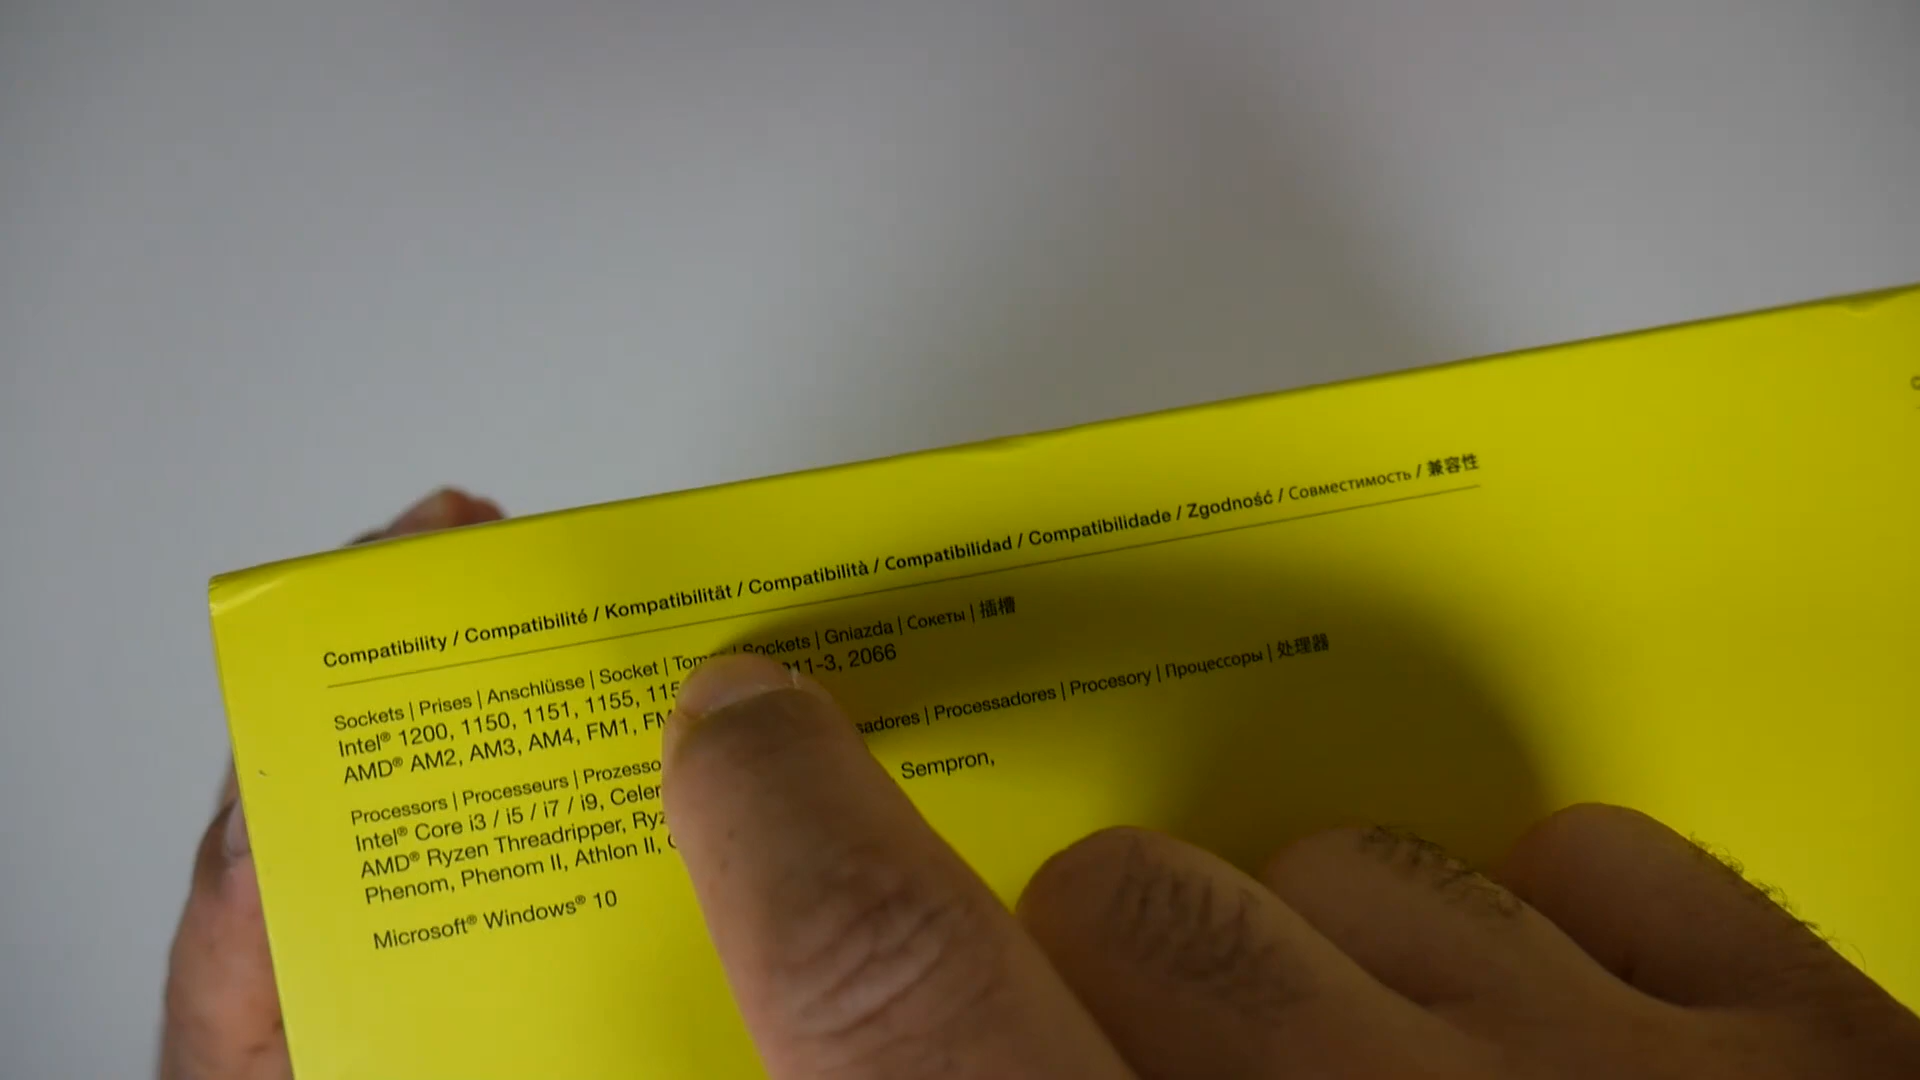 Compatibility / Compatibilité / Kompatibilität / Compatibilità / Compatibilidad / Compatibilidade / Zgodność / Совместимость / 兼容性
Sockets | Prises | Anschlüsse | Socket | Sockets | Gniazda | Сокеты | 插槽
Intel® 1200, 1150, 1151, 1155, 2066
AMD® AM2, AM3, AM4, FM1,
Processors | Processeurs | Processadores | Procesory | Процессоры | 处理器
Intel® Core i3 / i5 / i7 / i9, Sempron,
AMD® Ryzen Threadripper,
Phenom, Phenom II, Athlon II,
Microsoft® Windows® 10